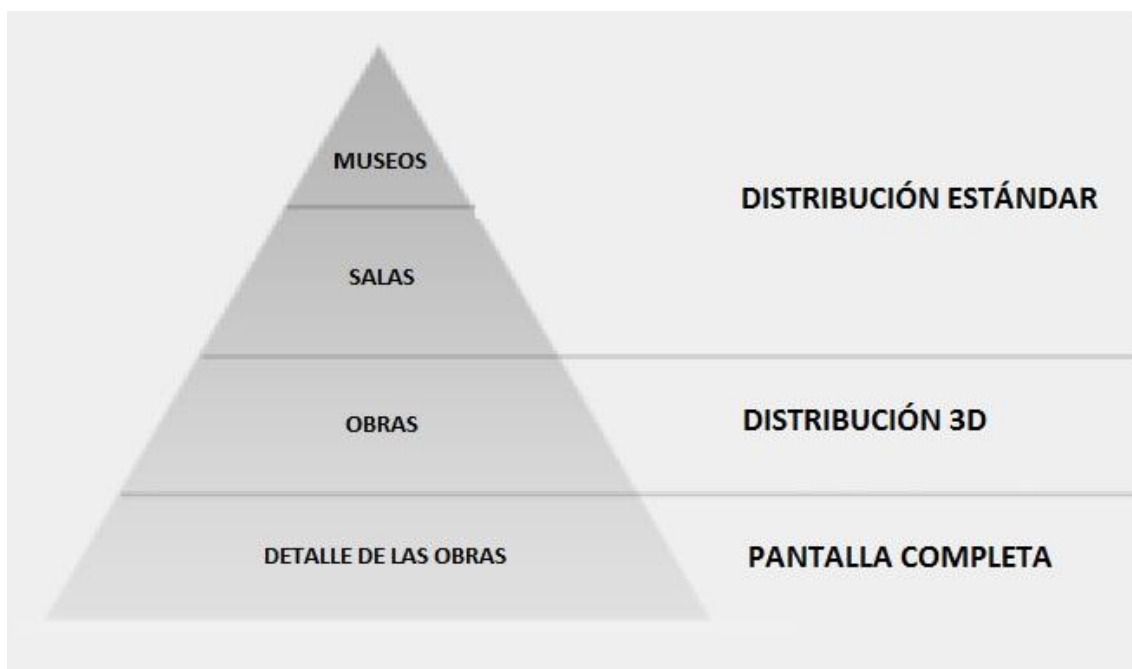 MUSEOS
DISTRIBUCIÓN ESTÁNDAR
SALAS
OBRAS
DISTRIBUCIÓN 3D
DETALLE DE LAS OBRAS
PANTALLA COMPLETA